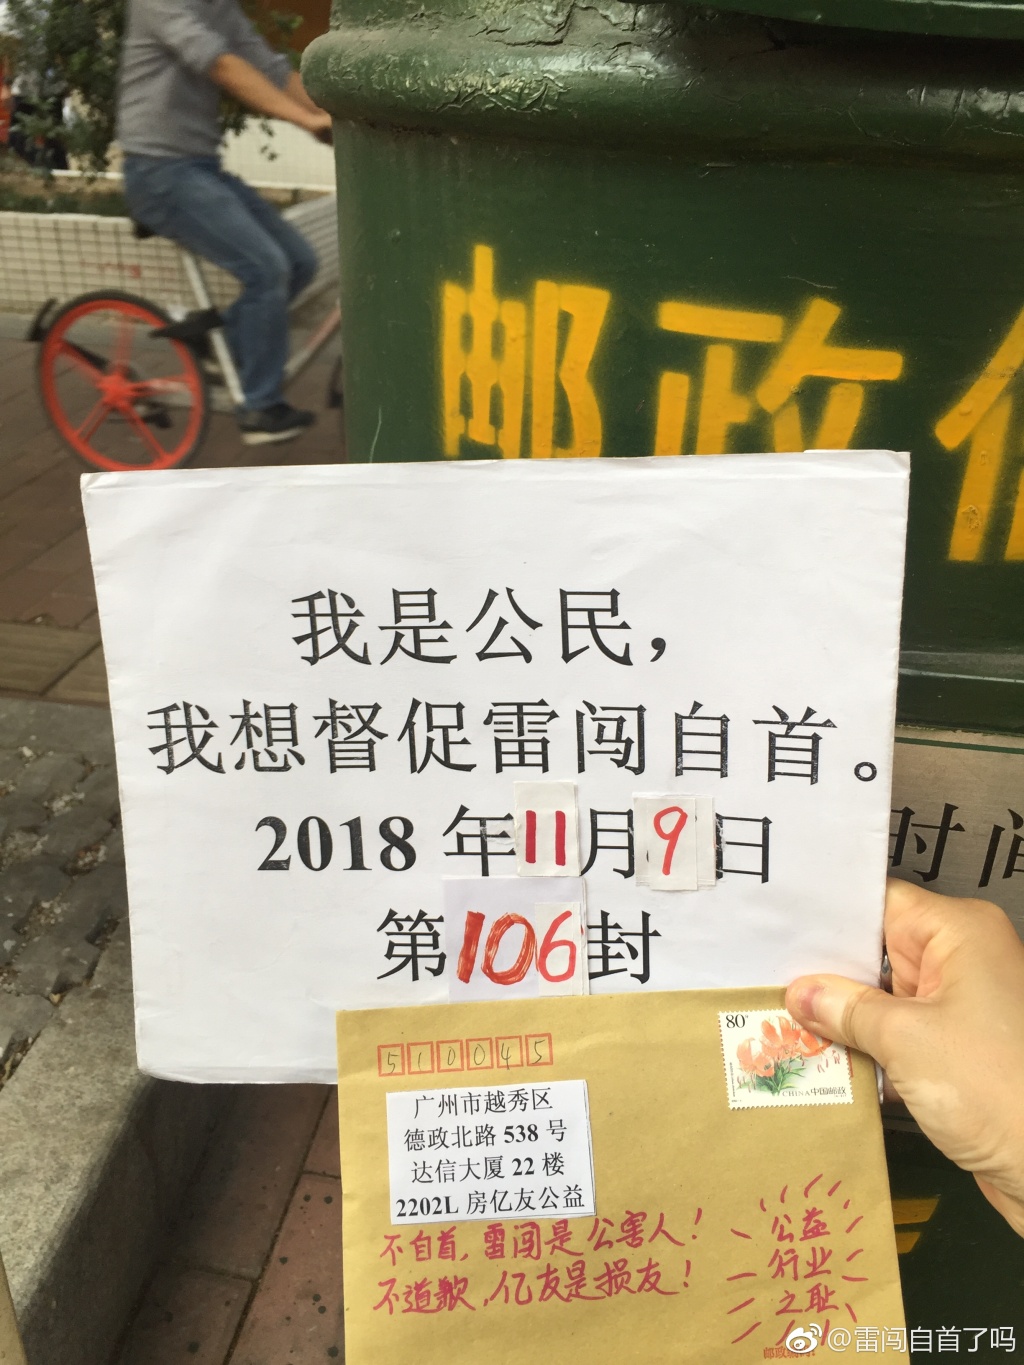 邮政
我是公民，
我想督促雷闯自首。
2018 年11月9日
第106封
时间
80
CHINA 中国邮政
510045
广州市越秀区
德政北路 538 号
达信大厦 22 楼
2202L 房亿友公益
不自首，雷闯是公害人！
不道歉，亿友是损友！
公益
行业
之耻
@雷闯自首了吗